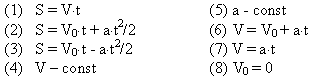 (1) S = V·t
(2) S = V₀·t + a·t²/2
(3) S = V₀·t - a·t²/2
(4) V – const
(5) a - const
(6) V = V₀ + a·t
(7) V = a·t
(8) V₀ = 0